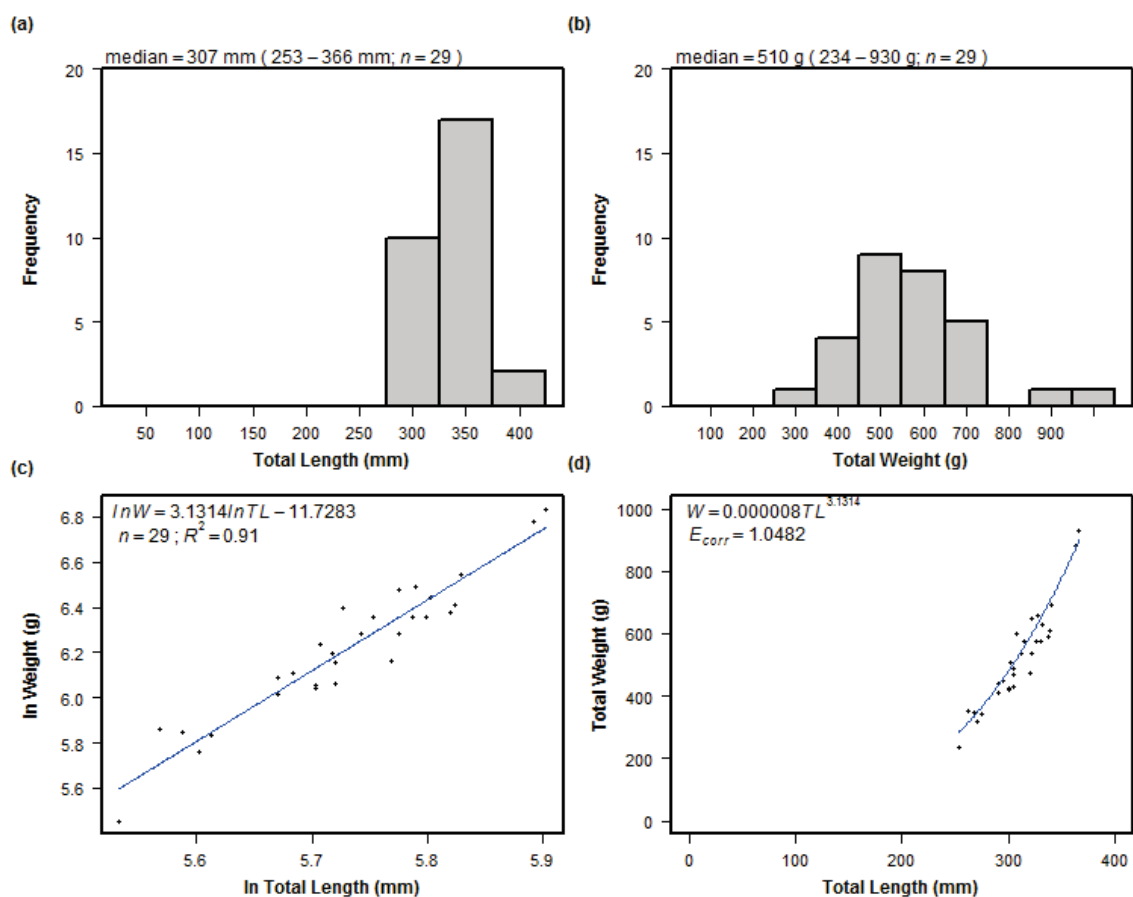 (a)
median = 307 mm ( 253 – 366 mm; n = 29 )
20
15
10
5
0
Frequency
50 100 150 200 250 300 350 400
Total Length (mm)
(b)
median = 510 g ( 234 – 930 g; n = 29 )
20
15
10
5
0
Frequency
100 200 300 400 500 600 700 900
Total Weight (g)
(c)
lnW = 3.1314lnTL – 11.7283
n = 29 ; R² = 0.91
6.8
6.6
6.4
6.2
6.0
5.8
5.6
ln Weight (g)
5.6 5.7 5.8 5.9
ln Total Length (mm)
(d)
W = 0.000008TL^3.1314
E_corr = 1.0482
1000
800
600
400
200
0
Total Weight (g)
0 100 200 300 400
Total Length (mm)